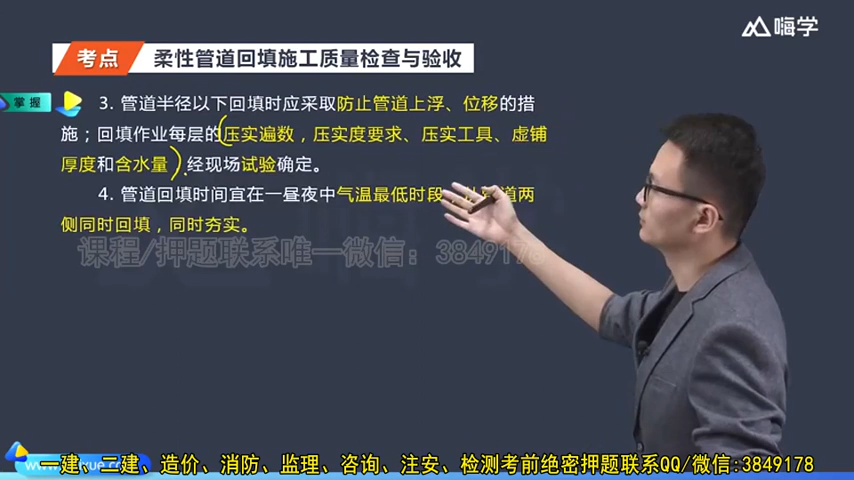 嗨学
考点 柔性管道回填施工质量检查与验收
掌握
3. 管道半径以下回填时应采取防止管道上浮、位移的措
施；回填作业每层的压实遍数，压实度要求、压实工具、虚铺
厚度和含水量，经现场试验确定。
4. 管道回填时间宜在一昼夜中气温最低时段，从管道两
侧同时回填，同时夯实。
课程/押题联系唯一微信：3849178
一建、二建、造价、消防、监理、咨询、注安、检测考前绝密押题联系QQ/微信:3849178